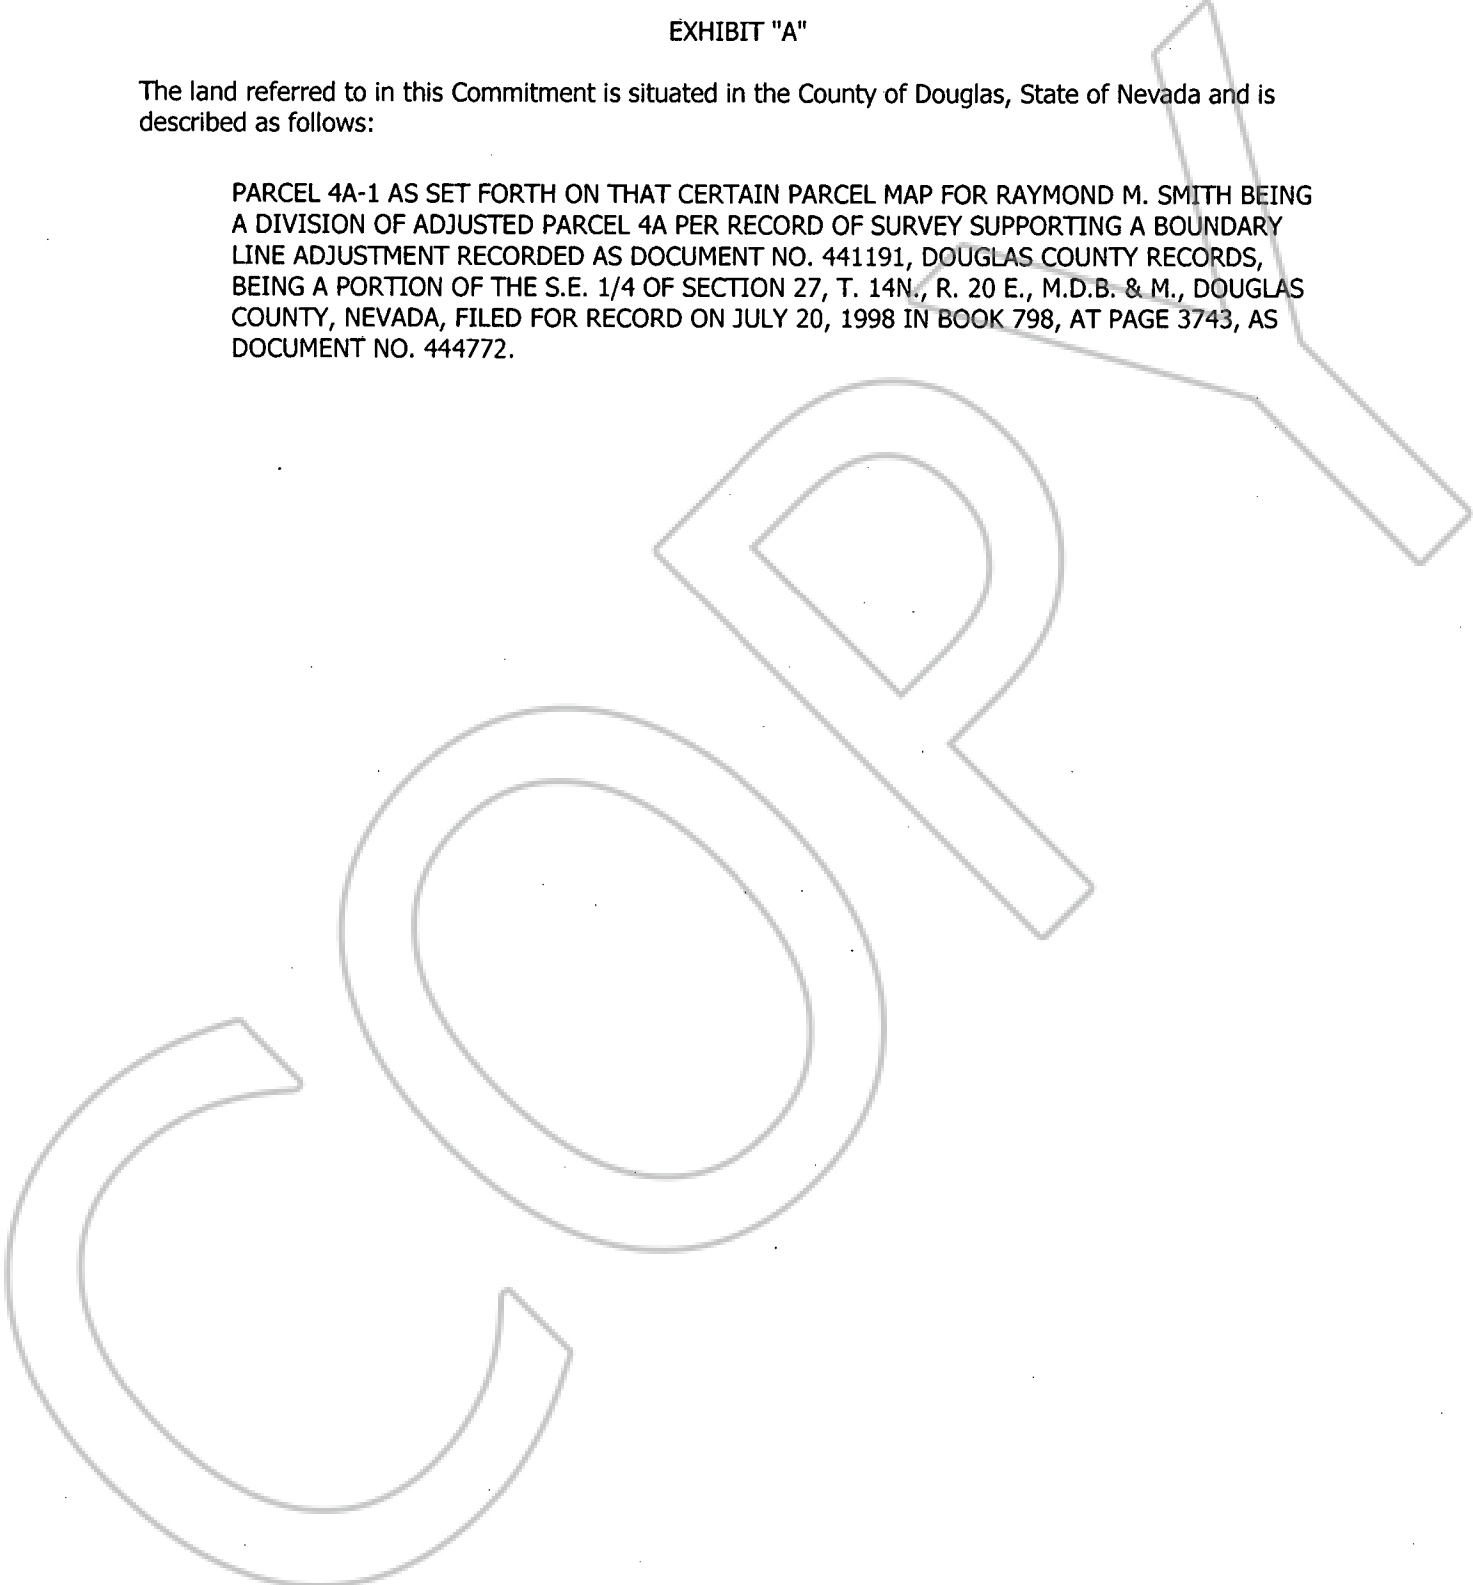 EXHIBIT "A"
The land referred to in this Commitment is situated in the County of Douglas, State of Nevada and is
described as follows:
PARCEL 4A-1 AS SET FORTH ON THAT CERTAIN PARCEL MAP FOR RAYMOND M. SMITH BEING
A DIVISION OF ADJUSTED PARCEL 4A PER RECORD OF SURVEY SUPPORTING A BOUNDARY
LINE ADJUSTMENT RECORDED AS DOCUMENT NO. 441191, DOUGLAS COUNTY RECORDS,
BEING A PORTION OF THE S.E. 1/4 OF SECTION 27, T. 14N., R. 20 E., M.D.B. & M., DOUGLAS
COUNTY, NEVADA, FILED FOR RECORD ON JULY 20, 1998 IN BOOK 798, AT PAGE 3743, AS
DOCUMENT NO. 444772.
COPY